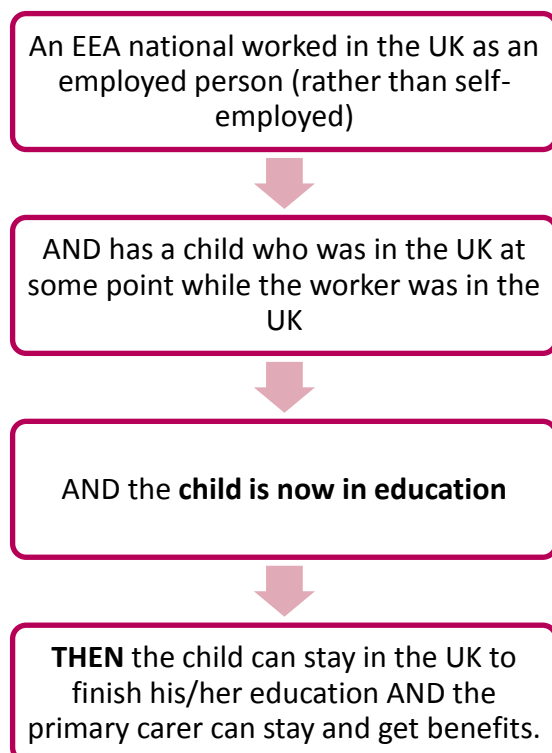 An EEA national worked in the UK as an
employed person (rather than self-
employed)
AND has a child who was in the UK at
some point while the worker was in the
UK
AND the child is now in education
THEN the child can stay in the UK to
finish his/her education AND the
primary carer can stay and get benefits.